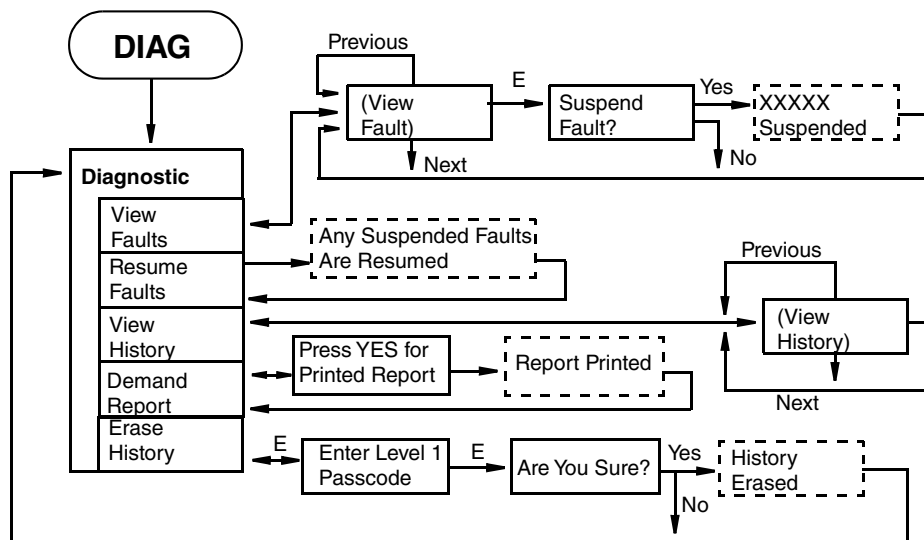 DIAG
Previous
(View
Fault)
E
Suspend
Fault?
Yes
XXXXX
Suspended
No
Next
Diagnostic
View
Faults
Resume
Faults
View
History
Demand
Report
Erase
History
Any Suspended Faults
Are Resumed
Previous
(View
History)
Next
Press YES for
Printed Report
Report Printed
E
Enter Level 1
Passcode
E
Are You Sure?
Yes
No
History
Erased